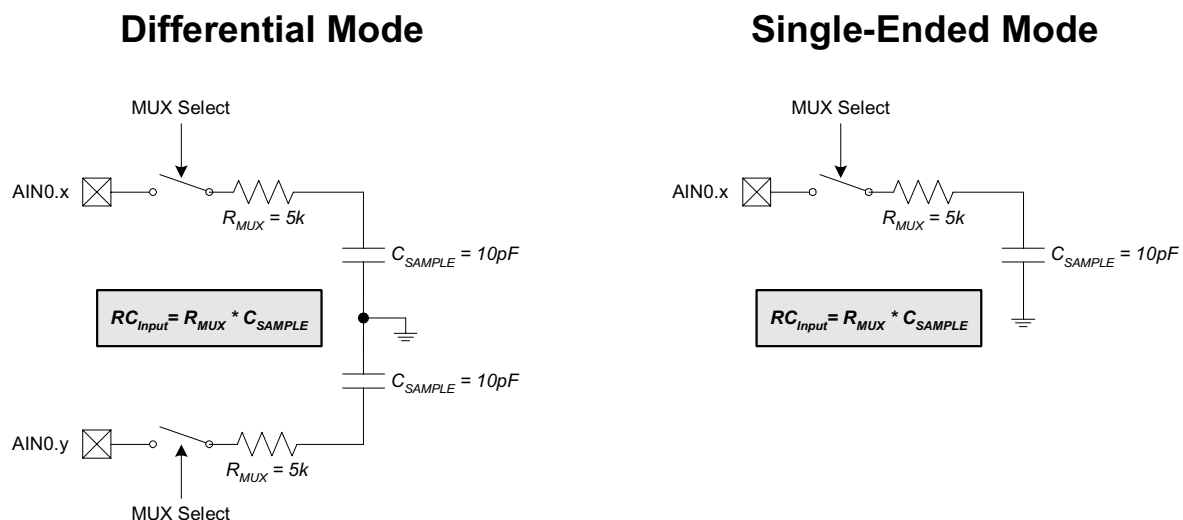 Differential Mode
MUX Select
AIN0.x
R_MUX = 5k
C_SAMPLE = 10pF
RC_Input= R_MUX * C_SAMPLE
C_SAMPLE = 10pF
AIN0.y
R_MUX = 5k
MUX Select
Single-Ended Mode
MUX Select
AIN0.x
R_MUX = 5k
C_SAMPLE = 10pF
RC_Input= R_MUX * C_SAMPLE